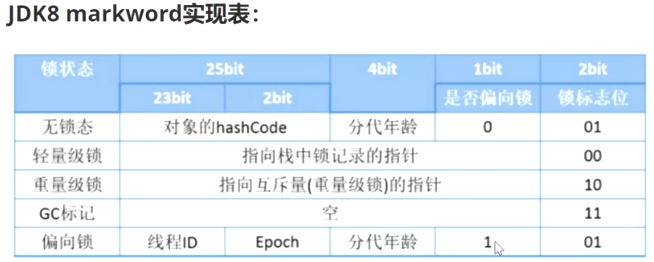 JDK8 markword实现表：
锁状态 25bit 4bit 1bit 2bit
23bit 2bit 是否偏向锁 锁标志位
无锁态 对象的hashCode 分代年龄 0 01
轻量级锁 指向栈中锁记录的指针 00
重量级锁 指向互斥量(重量级锁)的指针 10
GC标记 空 11
偏向锁 线程ID Epoch 分代年龄 1 01